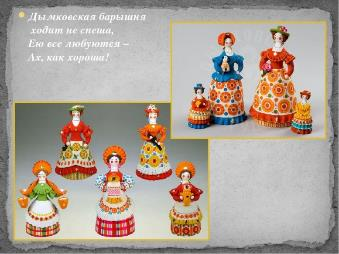 Дымковская барышня
ходит не спеша,
Ею все любуются –
Ах, как хороша!